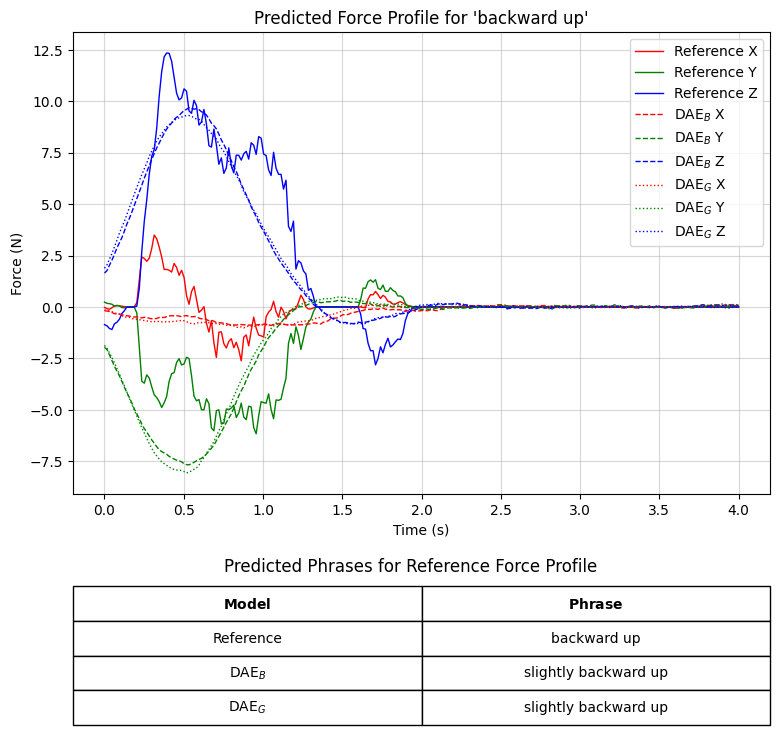 Predicted Force Profile for 'backward up'
Force (N)
12.5
10.0
7.5
5.0
2.5
0.0
−2.5
−5.0
−7.5
Reference X
Reference Y
Reference Z
DAE_B X
DAE_B Y
DAE_B Z
DAE_G X
DAE_G Y
DAE_G Z
0.0 0.5 1.0 1.5 2.0 2.5 3.0 3.5 4.0
Time (s)
Predicted Phrases for Reference Force Profile
Model Phrase
Reference backward up
DAE_B slightly backward up
DAE_G slightly backward up